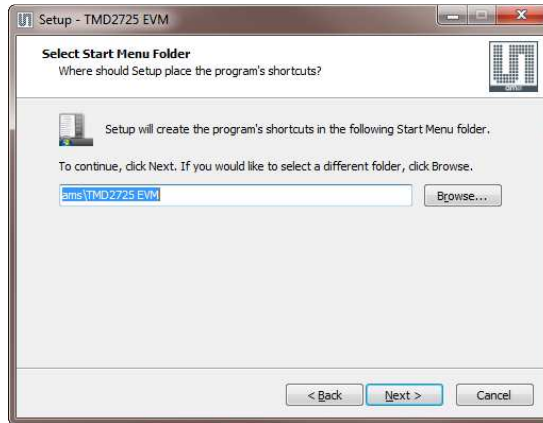 Setup - TMD2725 EVM
Select Start Menu Folder
Where should Setup place the program's shortcuts?
am
Setup will create the program's shortcuts in the following Start Menu folder.
To continue, click Next. If you would like to select a different folder, click Browse.
ams\TMD2725 EVM
Browse...
< Back
Next >
Cancel